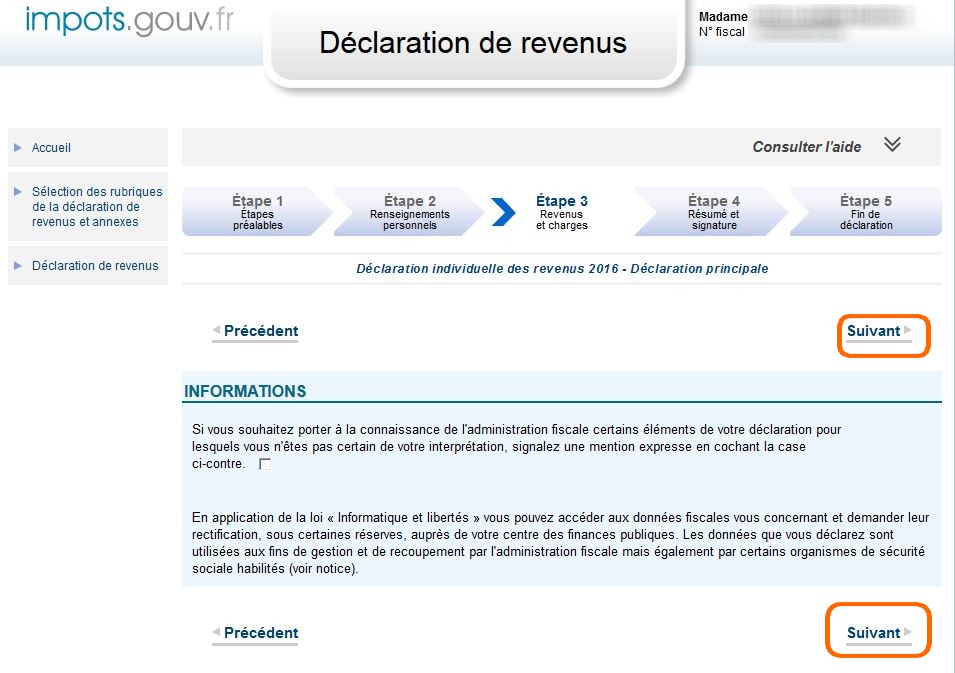 impots.gouv.fr
Déclaration de revenus
Madame
N° fiscal
Accueil
Sélection des rubriques
de la déclaration de
revenus et annexes
Déclaration de revenus
Consulter l'aide
Étape 1
Étapes
préalables
Étape 2
Renseignements
personnels
Étape 3
Revenus
et charges
Étape 4
Résumé et
signature
Étape 5
Fin de
déclaration
Déclaration individuelle des revenus 2016 - Déclaration principale
Précédent
Suivant
INFORMATIONS
Si vous souhaitez porter à la connaissance de l'administration fiscale certains éléments de votre déclaration pour
lesquels vous n'êtes pas certain de votre interprétation, signalez une mention expresse en cochant la case
ci-contre.
En application de la loi « Informatique et libertés » vous pouvez accéder aux données fiscales vous concernant et demander leur
rectification, sous certaines réserves, auprès de votre centre des finances publiques. Les données que vous déclarez sont
utilisées aux fins de gestion et de recoupement par l'administration fiscale mais également par certains organismes de sécurité
sociale habilités (voir notice).
Précédent
Suivant